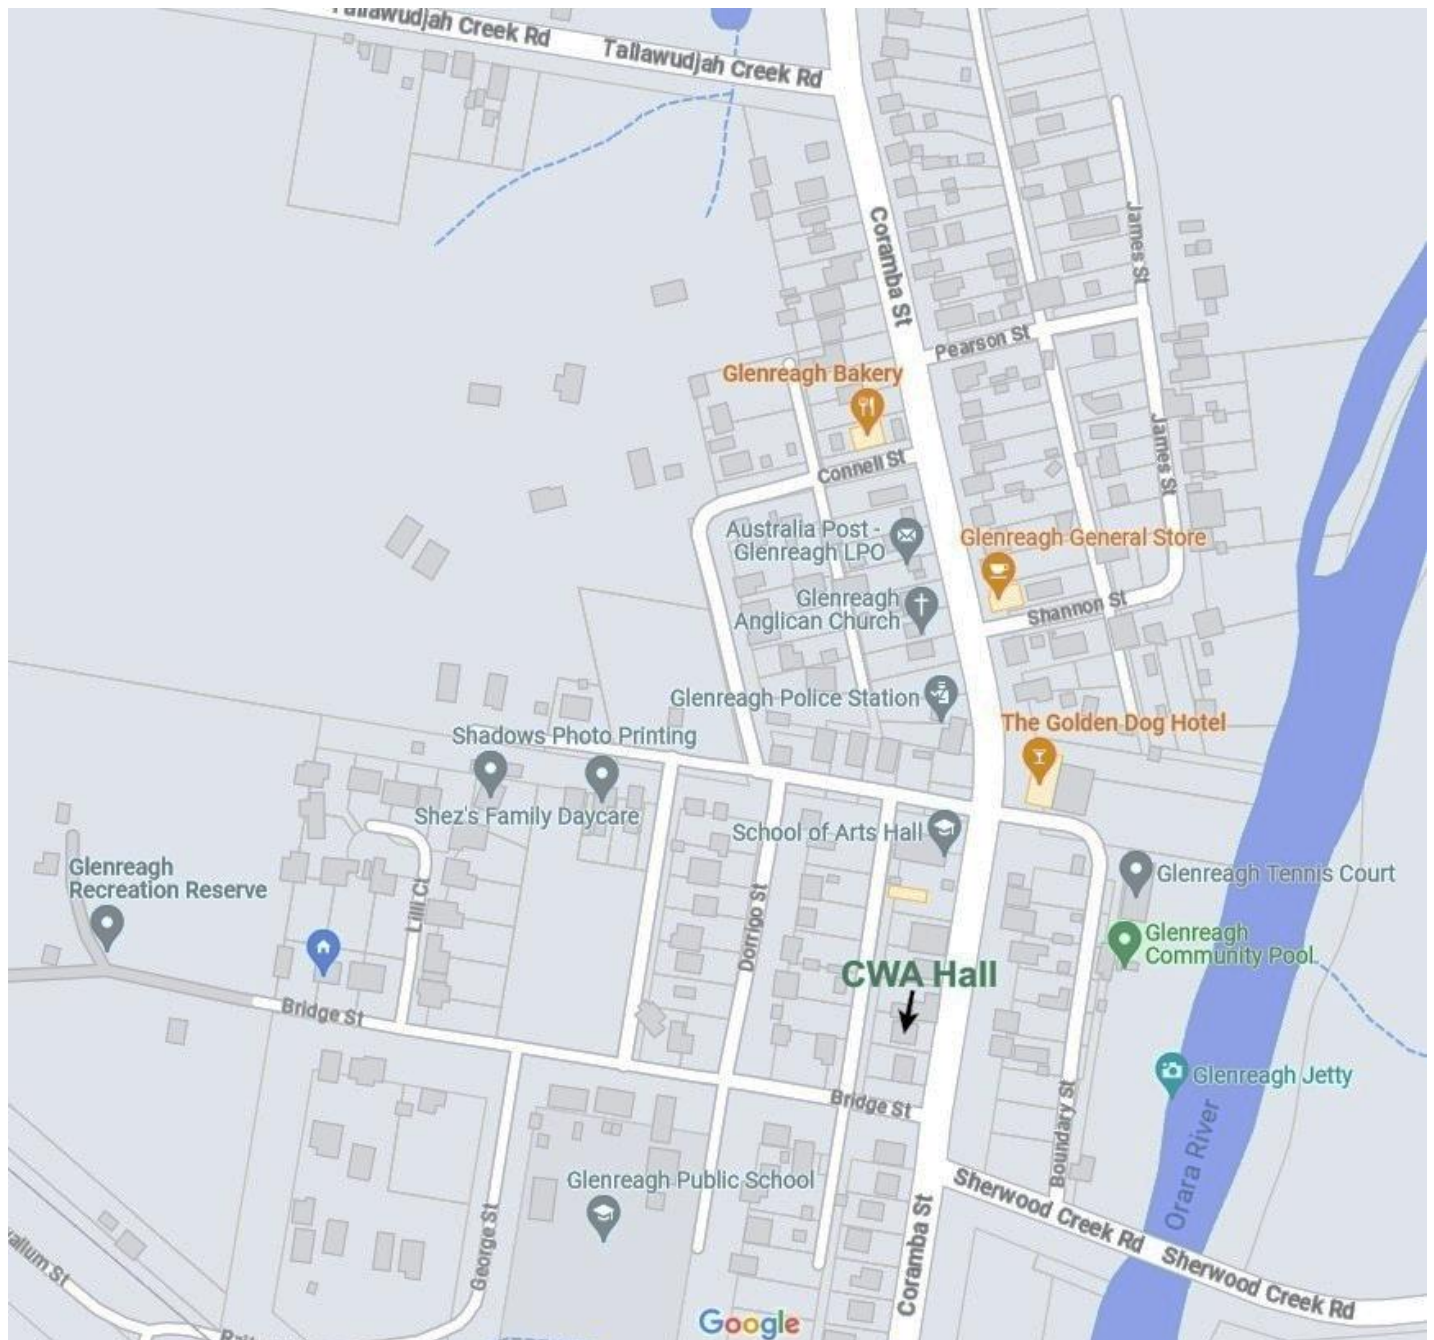 Tallawudjah Creek Rd
Tallawudjah Creek Rd
James St
Coramba St
Pearson St
Glenreagh Bakery
James St
Connell St
Australia Post -
Glenreagh LPO
Glenreagh General Store
Glenreagh
Anglican Church
Shannon St
Glenreagh Police Station
The Golden Dog Hotel
Shadows Photo Printing
Shez's Family Daycare
School of Arts Hall
Glenreagh
Recreation Reserve
Glenreagh Tennis Court
Lilli Ct
Dorrigo St
Glenreagh
Community Pool
CWA Hall
Bridge St
Bridge St
Glenreagh Jetty
Boundary St
Orara River
Glenreagh Public School
Sherwood Creek Rd
Sherwood Creek Rd
George St
Coramba St
St
Google